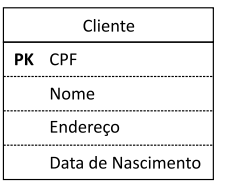 Cliente
PK CPF
Nome
Endereço
Data de Nascimento